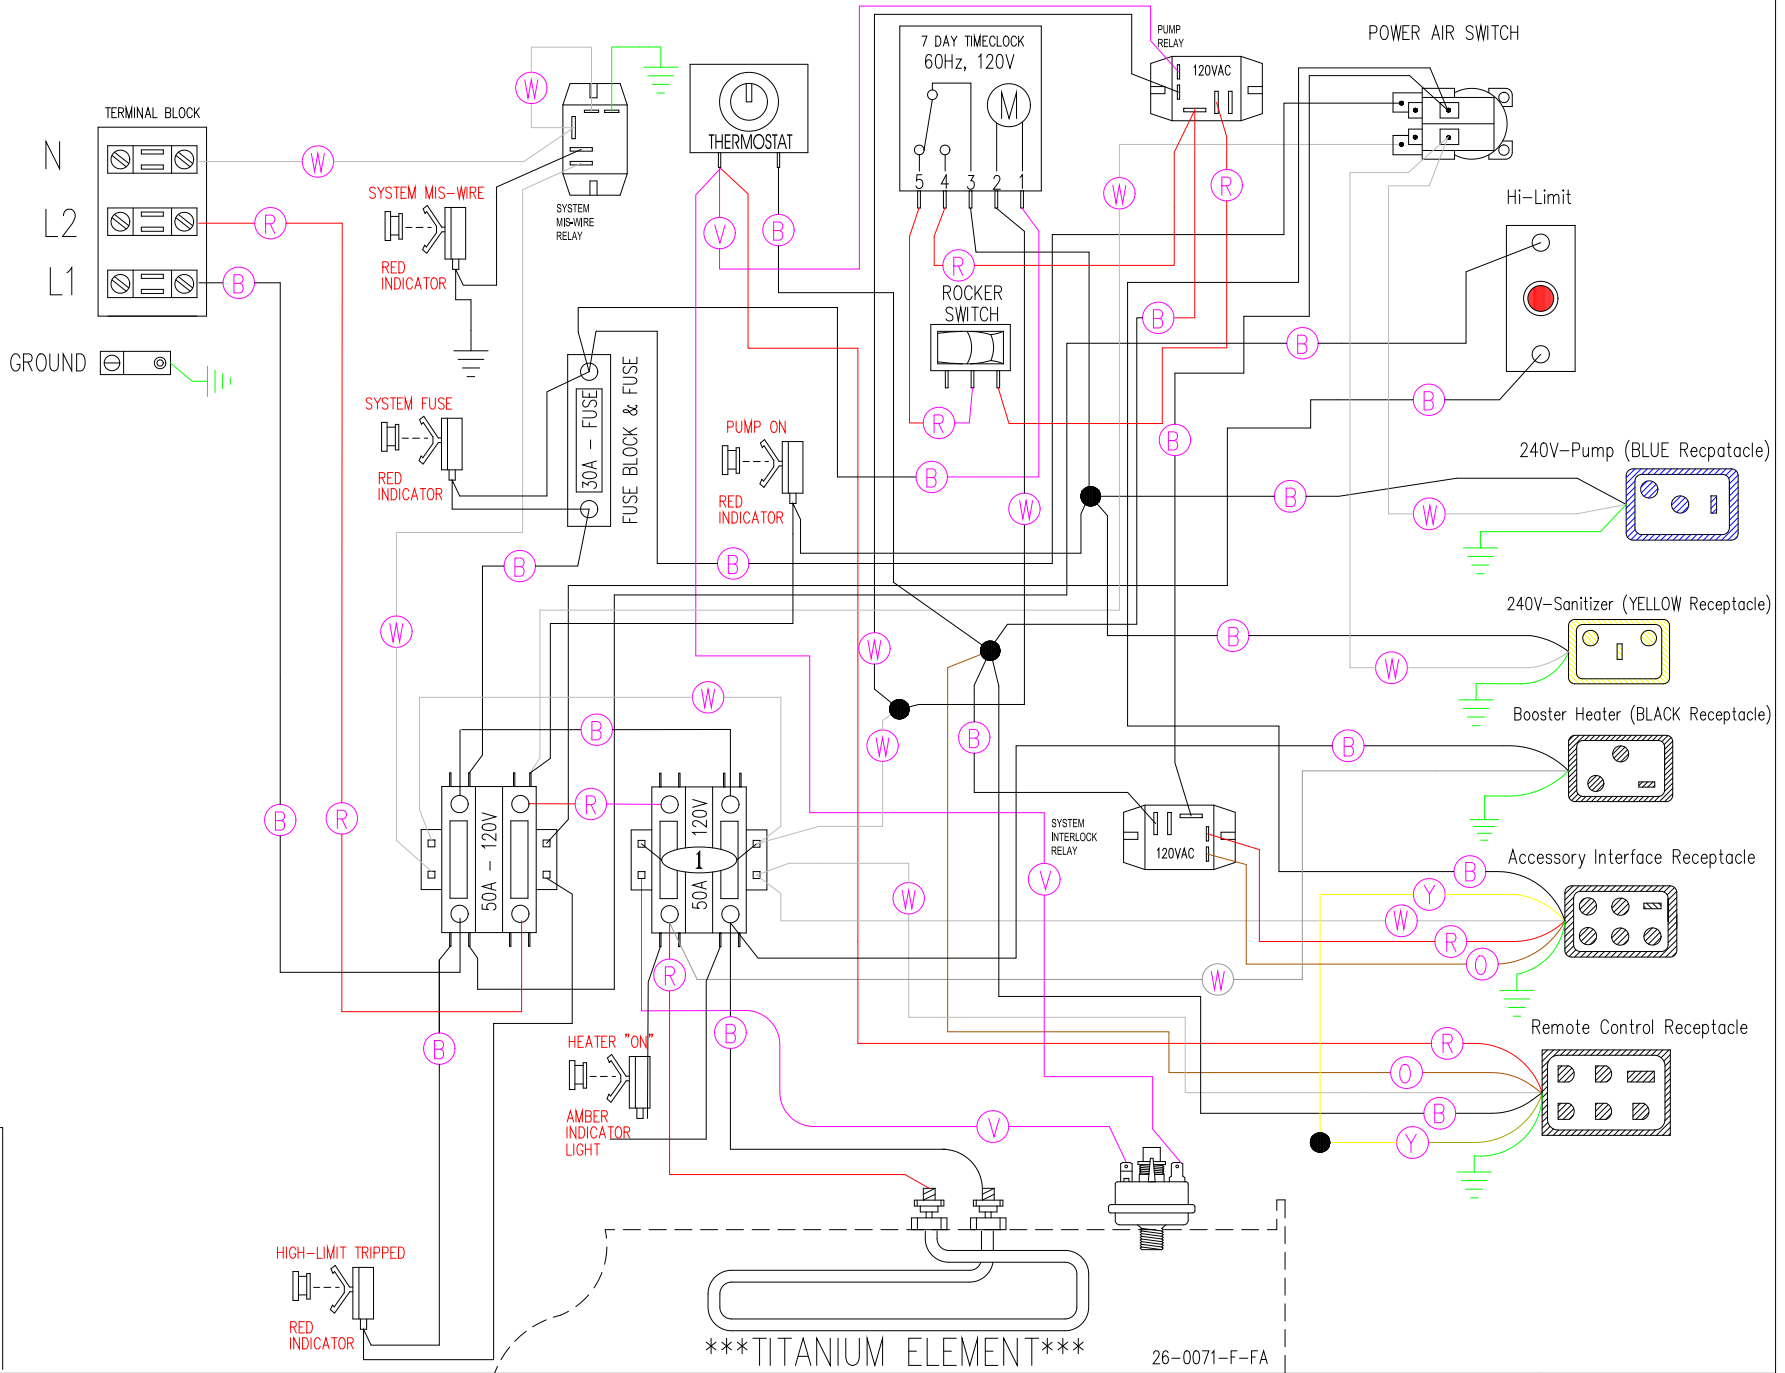 POWER AIR SWITCH
PUMP
RELAY
120VAC
7 DAY TIMECLOCK
60Hz, 120V
M
5 4 3 2 1
TERMINAL BLOCK
N
L2
L1
GROUND
W
R
B
W
SYSTEM MIS-WIRE
RED
INDICATOR
SYSTEM
MIS-WIRE
RELAY
THERMOSTAT
V
B
R
ROCKER
SWITCH
R
B
W
R
B
Hi-Limit
B
B
SYSTEM FUSE
RED
INDICATOR
30A - FUSE
FUSE BLOCK & FUSE
PUMP ON
RED
INDICATOR
B
W
B
B
W
B
W
240V-Pump (BLUE Recpatacle)
B
W
240V-Sanitizer (YELLOW Receptacle)
B
W
Booster Heater (BLACK Receptacle)
B
W
W
B
W
B
B
R
R
50A - 120V
50A 120V
1
SYSTEM
INTERLOCK
RELAY
120VAC
V
W
Accessory Interface Receptacle
B
Y
W
R
O
W
R
B
B
Remote Control Receptacle
R
O
B
Y
V
HEATER "ON"
AMBER
INDICATOR
LIGHT
HIGH-LIMIT TRIPPED
RED
INDICATOR
***TITANIUM ELEMENT***
26-0071-F-FA